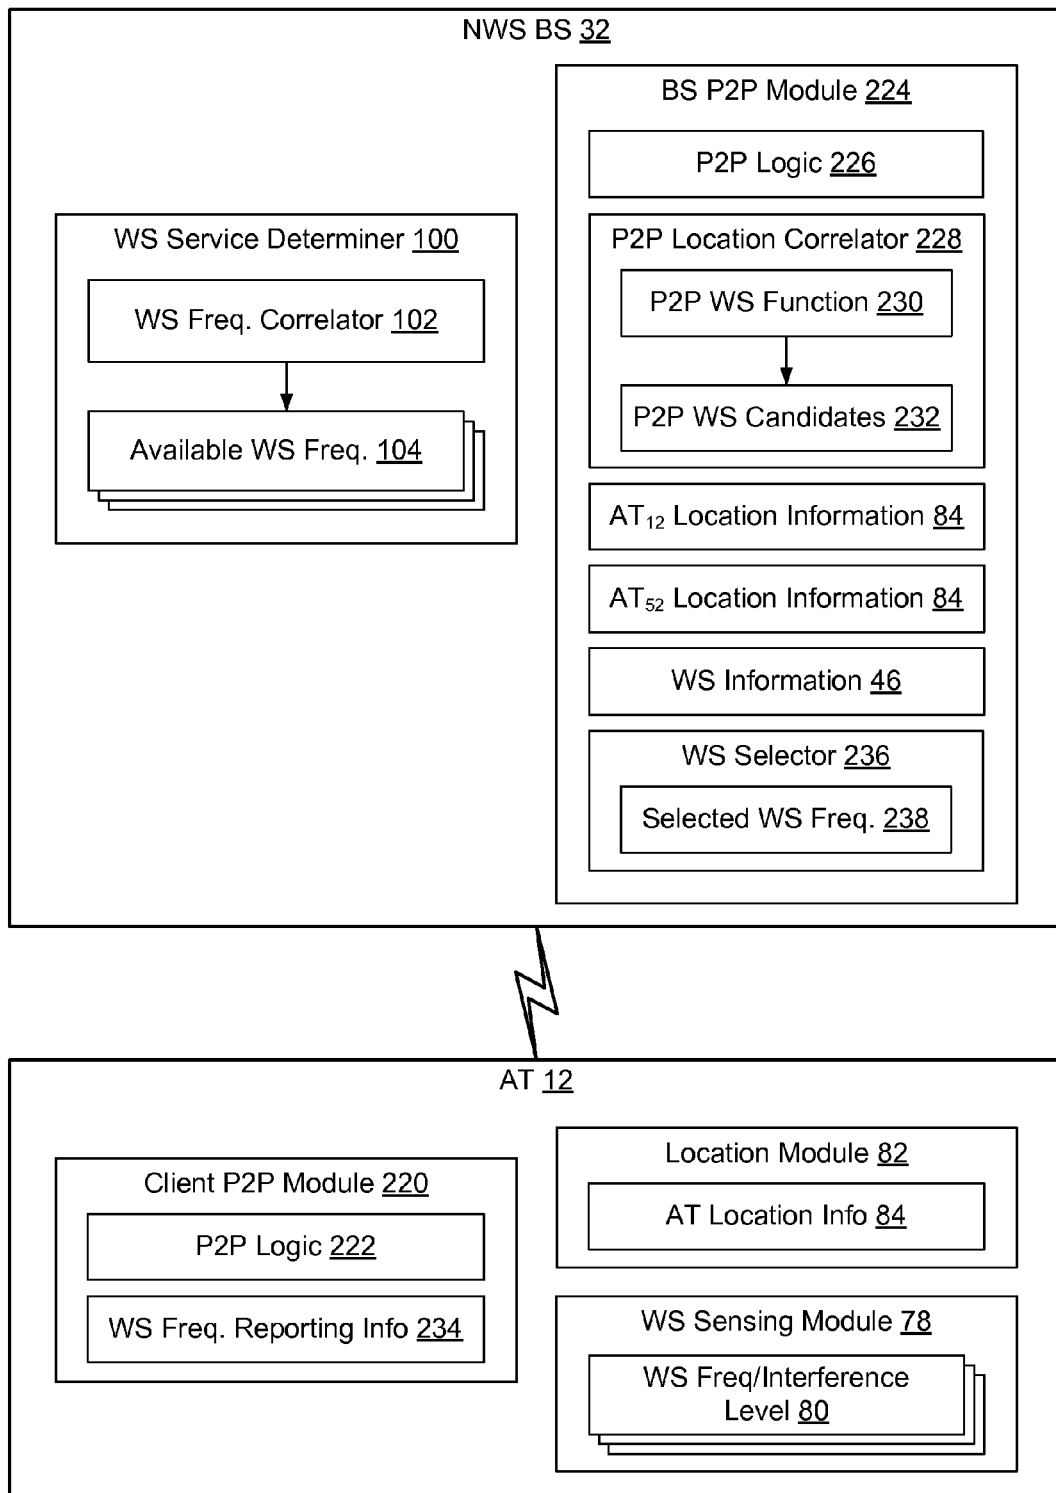 NWS BS 32
BS P2P Module 224
P2P Logic 226
WS Service Determiner 100
P2P Location Correlator 228
WS Freq. Correlator 102
P2P WS Function 230
Available WS Freq. 104
P2P WS Candidates 232
AT₁₂ Location Information 84
AT₅₂ Location Information 84
WS Information 46
WS Selector 236
Selected WS Freq. 238
AT 12
Client P2P Module 220
P2P Logic 222
WS Freq. Reporting Info 234
Location Module 82
AT Location Info 84
WS Sensing Module 78
WS Freq/Interference
Level 80